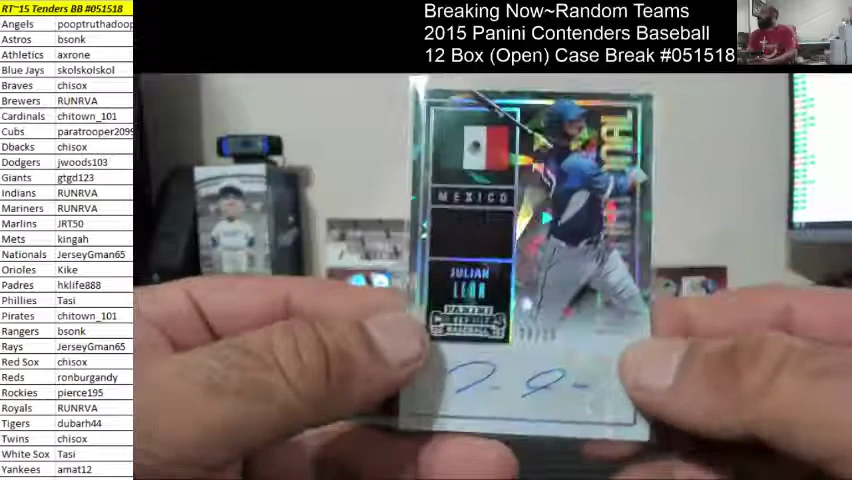 RT~15 Tenders BB #051518
Angels pooptruthadoop
Astros bsonk
Athletics axrone
Blue Jays skolskolskol
Braves chisox
Brewers RUNRVA
Cardinals chitown_101
Cubs paratrooper2099
Dbacks chisox
Dodgers jwoods103
Giants gtgd123
Indians RUNRVA
Mariners RUNRVA
Marlins JRT50
Mets kingah
Nationals JerseyGman65
Orioles Kike
Padres hklife888
Phillies Tasi
Pirates chitown_101
Rangers bsonk
Rays JerseyGman65
Red Sox chisox
Reds ronburgandy
Rockies pierce195
Royals RUNRVA
Tigers dubarh44
Twins chisox
White Sox Tasi
Yankees amat12
Breaking Now~Random Teams
2015 Panini Contenders Baseball
12 Box (Open) Case Break #051518
MEXICO
JULIAN
LEON
PANINI
BASEBALL